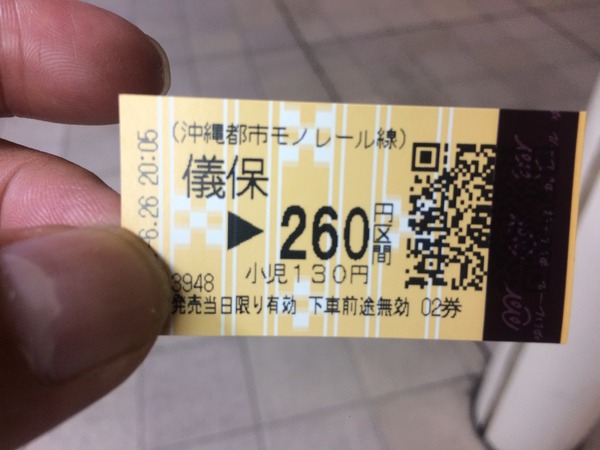 (沖縄都市モノレール線)
儀保
▶260円区間
小児130円
.6.26 20:05
3948
発売当日限り有効 下車前途無効 02券